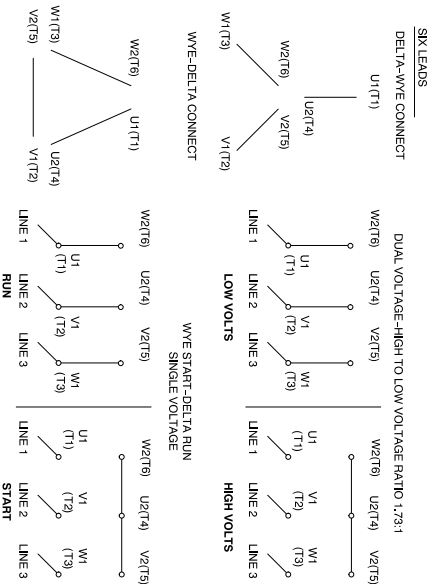 SIX LEADS
DELTA-WYE CONNECT
U1(T1)
U2(T4)
W2(T6)
V2(T5)
W1(T3)
V1(T2)
DUAL VOLTAGE-HIGH TO LOW VOLTAGE RATIO 1.73:1
W2(T6) U2(T4) V2(T5)
U1 V1 W1
(T1) (T2) (T3)
LINE 1 LINE 2 LINE 3
LOW VOLTS
W2(T6) U2(T4) V2(T5)
U1 V1 W1
(T1) (T2) (T3)
LINE 1 LINE 2 LINE 3
HIGH VOLTS
WYE-DELTA CONNECT
W2(T6) U1(T1)
W1(T3) U2(T4)
V2(T5) V1(T2)
WYE START-DELTA RUN
SINGLE VOLTAGE
W2(T6) U2(T4) V2(T5)
U1 V1 W1
(T1) (T2) (T3)
LINE 1 LINE 2 LINE 3
RUN
W2(T6) U2(T4) V2(T5)
U1 V1 W1
(T1) (T2) (T3)
LINE 1 LINE 2 LINE 3
START